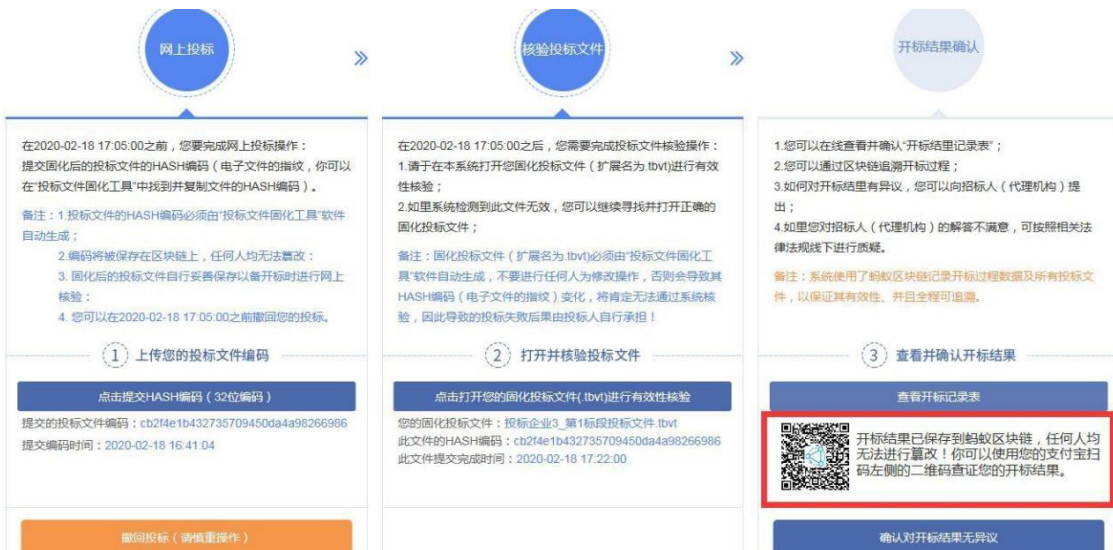 网上投标
核验投标文件
开标结果确认
在2020-02-18 17:05:00之前，您要完成网上投标操作：
提交固化后的投标文件的HASH编码（电子文件的指纹，你可以
在"投标文件固化工具"中找到并复制文件的HASH编码）。
备注：1.投标文件的HASH编码必须由"投标文件固化工具"软件
自动生成；
2.编码将被保存在区块链上，任何人均无法篡改：
3. 固化后的投标文件自行妥善保存以备开标时进行网上
核验：
4. 您可以在2020-02-18 17:05:00之前撤回您的投标。
1 上传您的投标文件编码
点击提交HASH编码（32位编码）
提交的投标文件编码：cb2f4e1b432735709450da4a98266986
提交编码时间：2020-02-18 16:41:04
撤回投标（请慎重操作）
在2020-02-18 17:05:00之后，您需要完成投标文件核验操作：
1.请于在本系统打开您固化投标文件（扩展名为.tbvt)进行有效
性核验；
2.如里系统检测到此文件无效，您可以继续寻找并打开正确的
固化投标文件；
备注：固化投标文件（扩展名为.tbvt)必须由"投标文件固化工
具"软件自动生成，不要进行任何人为修改操作，否则会导致其
HASH编码（电子文件的指纹）变化，将肯定无法通过系统核
验，因此导致的投标失败后果由投标人自行承担！
2 打开并核验投标文件
点击打开您的固化投标文件(.tbvt)进行有效性核验
您的固化投标文件：投标企业3_第1标段投标文件.tbvt
此文件的HASH编码：cb2f4e1b432735709450da4a98266986
此文件提交完成时间：2020-02-18 17:22:00
1.您可以在线查看并确认"开标结里记录表"；
2.您可以通过区块链追溯开标过程；
3.如何对开标结里有异议，您可以向招标人（代理机构）提
出；
4.如里您对招标人（代理机构）的解答不满意，可按照相关法
律法规线下进行质疑。
备注：系统使用了蚂蚁区块链记录开标过程数据及所有投标文
件，以保证其有效性、并且全程可追溯。
3 查看并确认开标结果
查看开标记录表
开标结果已保存到蚂蚁区块链，任何人均
无法进行篡改！你可以使用您的支付宝扫
码左侧的二维码查证您的开标结果。
确认对开标结果无异议